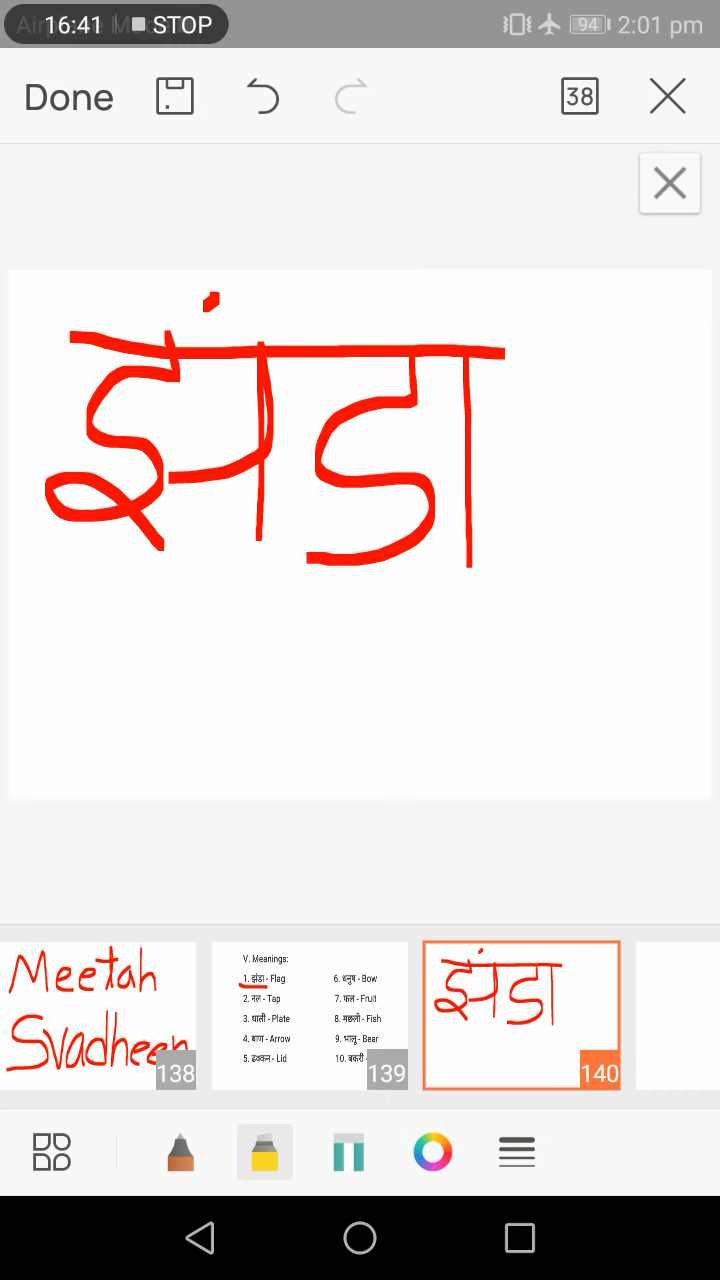 16:41 STOP
94 2:01 pm
Done
38
झंडा
Meetah
Svadheen
138
V. Meanings:
1. झंडा - Flag
2. नल - Tap
3. थाली - Plate
4. बाण - Arrow
5. ढक्कन - Lid
6. धनुष - Bow
7. फल - Fruit
8. मछली - Fish
9. भालू - Bear
10. बकरी -
139
झंडा
140